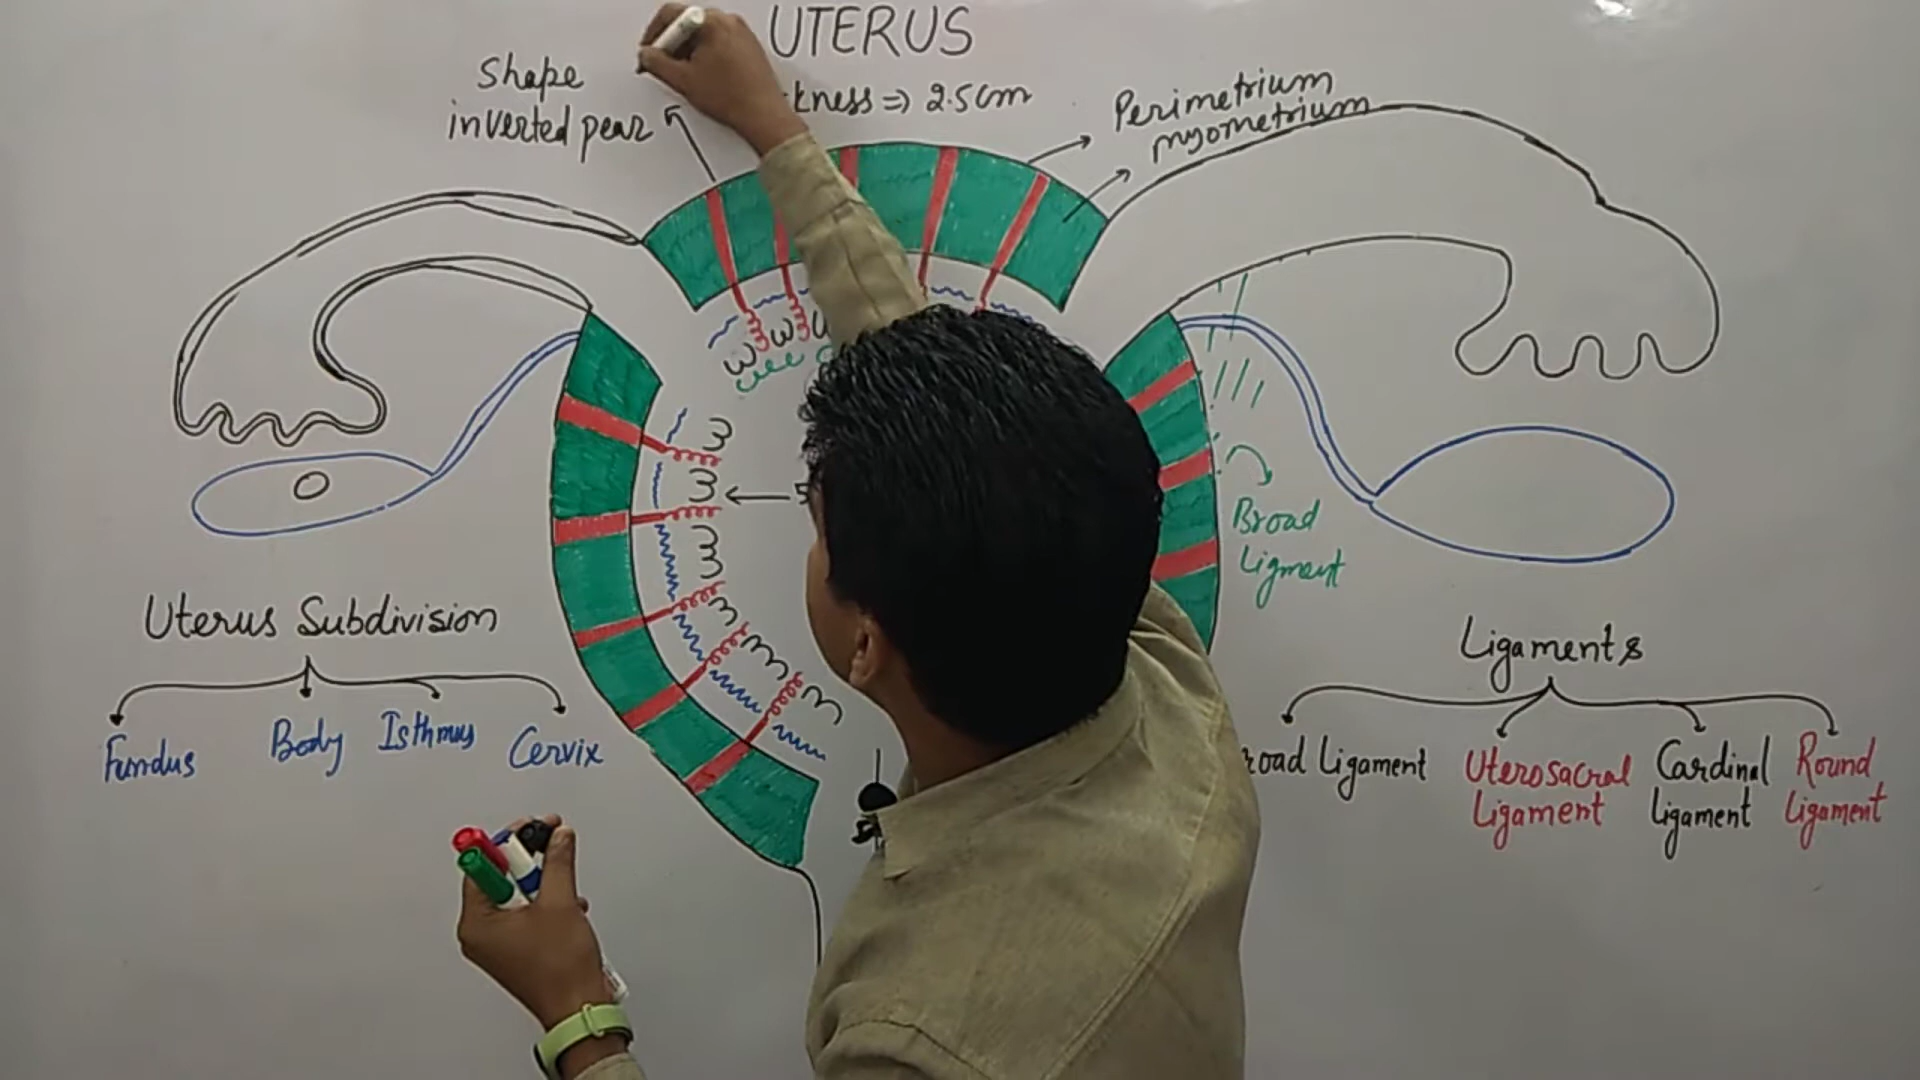 UTERUS
Shape
inverted pear
kness => 2.5cm
Perimetrium
myometrium
Broad
Ligment
Uterus Subdivision
Fundus
Body
Isthmus
Cervix
Ligaments
road Ligament
Uterosacral
Ligament
Cardinal
ligament
Round
Ligament